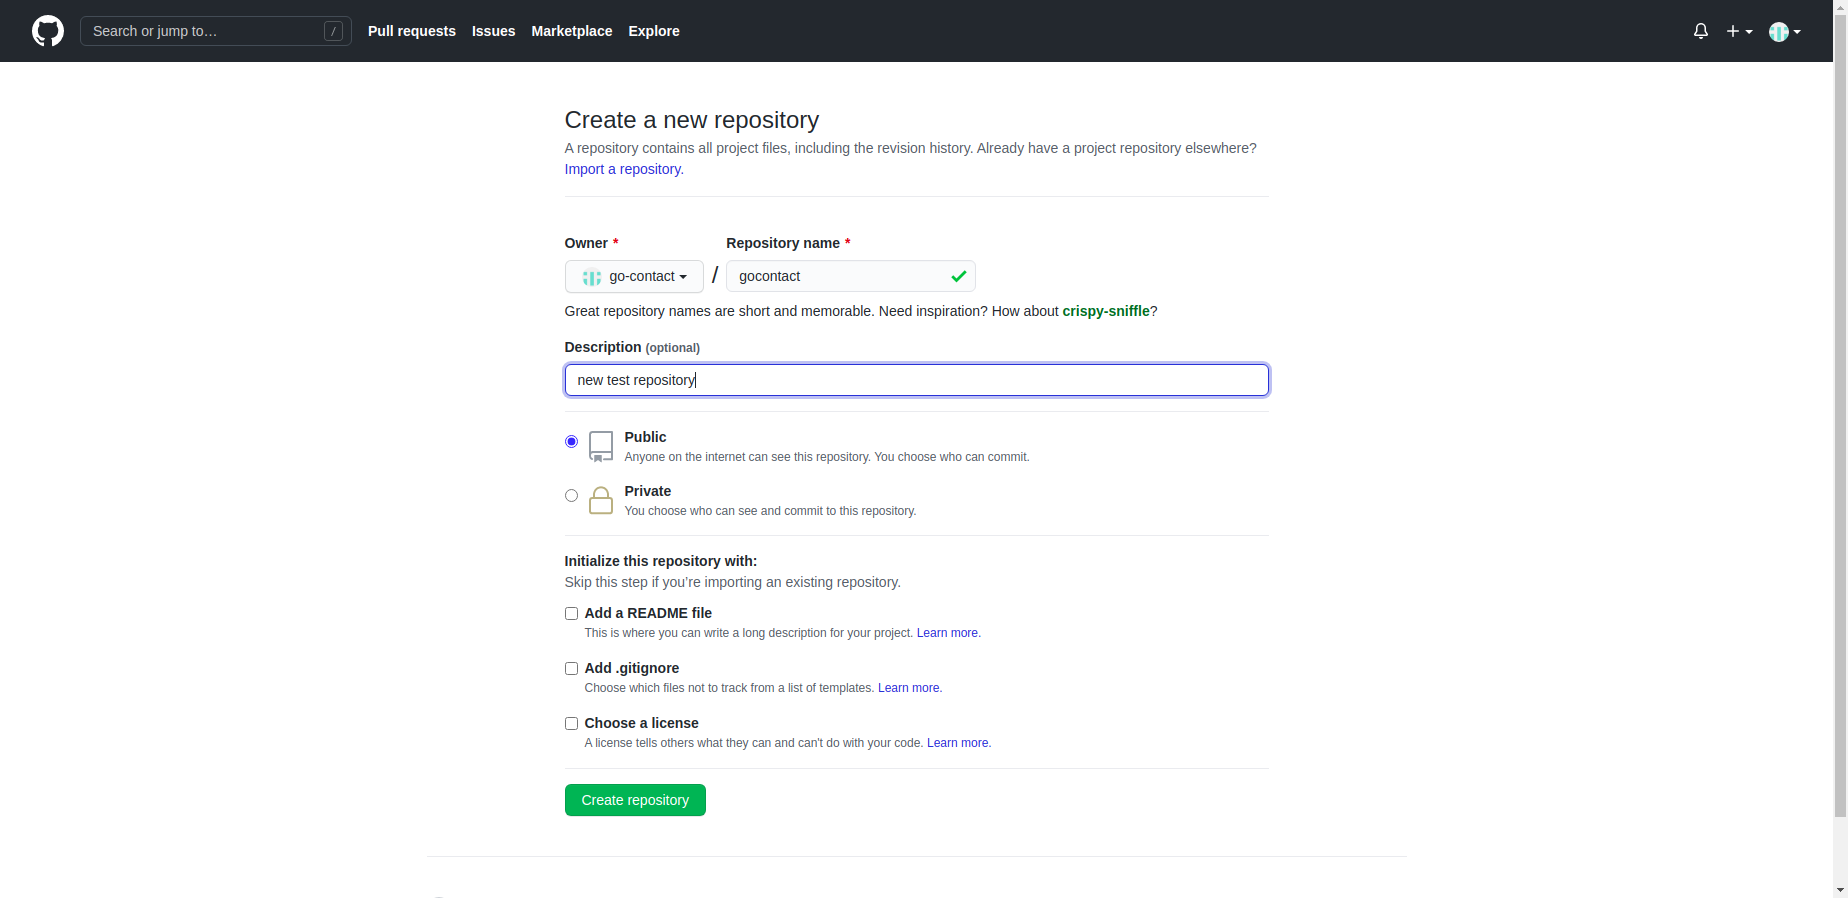 Search or jump to… /
Pull requests
Issues
Marketplace
Explore
Create a new repository
A repository contains all project files, including the revision history. Already have a project repository elsewhere?
Import a repository.
Owner *
Repository name *
go-contact / gocontact
Great repository names are short and memorable. Need inspiration? How about crispy-sniffle?
Description (optional)
new test repository
Public
Anyone on the internet can see this repository. You choose who can commit.
Private
You choose who can see and commit to this repository.
Initialize this repository with:
Skip this step if you’re importing an existing repository.
Add a README file
This is where you can write a long description for your project. Learn more.
Add .gitignore
Choose which files not to track from a list of templates. Learn more.
Choose a license
A license tells others what they can and can't do with your code. Learn more.
Create repository